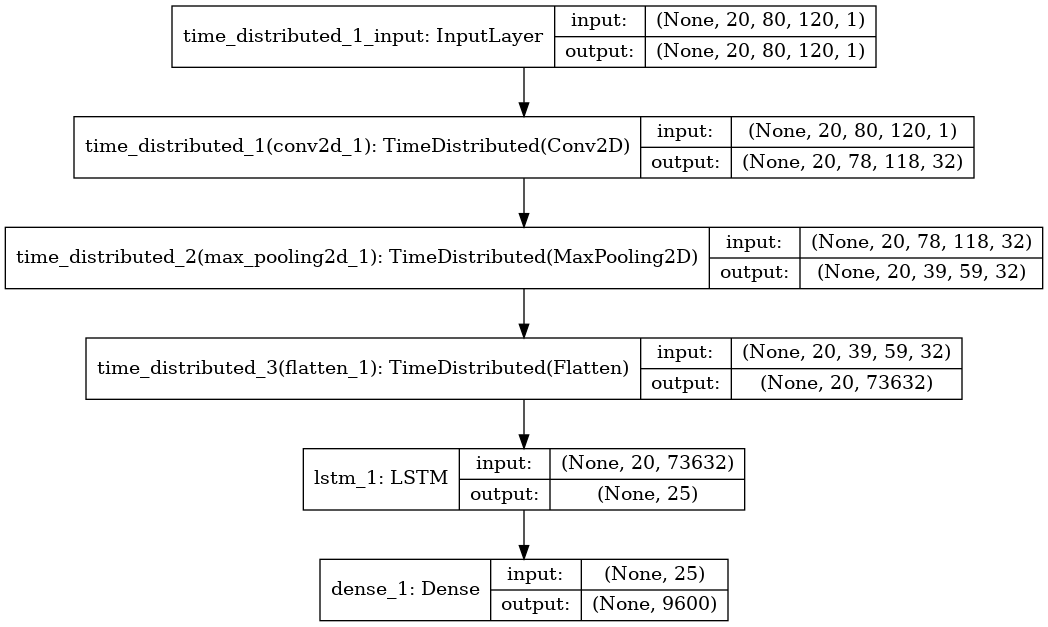 time_distributed_1_input: InputLayer
input:
(None, 20, 80, 120, 1)
output:
(None, 20, 80, 120, 1)
time_distributed_1(conv2d_1): TimeDistributed(Conv2D)
input:
(None, 20, 80, 120, 1)
output:
(None, 20, 78, 118, 32)
time_distributed_2(max_pooling2d_1): TimeDistributed(MaxPooling2D)
input:
(None, 20, 78, 118, 32)
output:
(None, 20, 39, 59, 32)
time_distributed_3(flatten_1): TimeDistributed(Flatten)
input:
(None, 20, 39, 59, 32)
output:
(None, 20, 73632)
lstm_1: LSTM
input:
(None, 20, 73632)
output:
(None, 25)
dense_1: Dense
input:
(None, 25)
output:
(None, 9600)